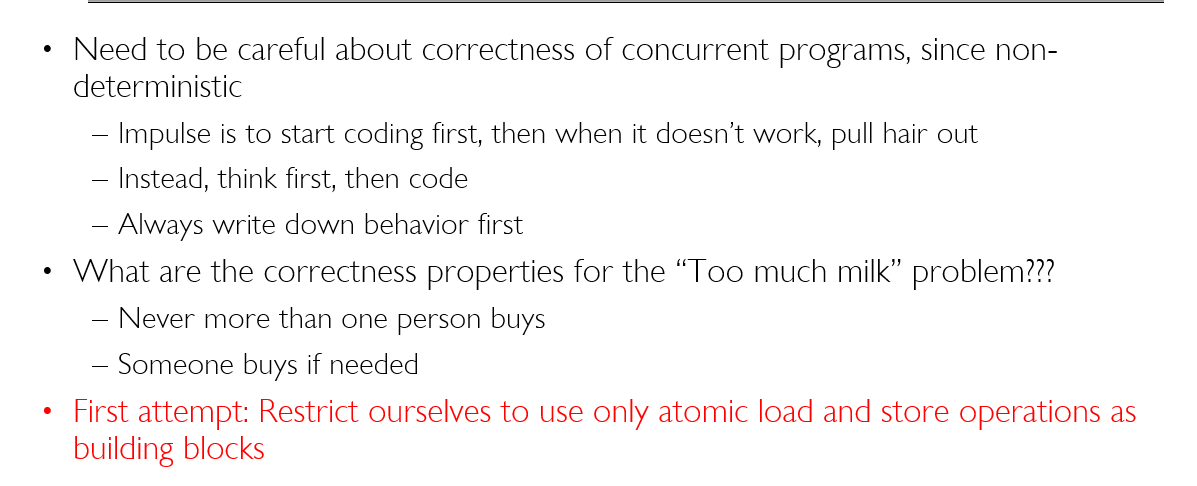 • Need to be careful about correctness of concurrent programs, since non-
deterministic
– Impulse is to start coding first, then when it doesn’t work, pull hair out
– Instead, think first, then code
– Always write down behavior first
• What are the correctness properties for the “Too much milk” problem???
– Never more than one person buys
– Someone buys if needed
• First attempt: Restrict ourselves to use only atomic load and store operations as
building blocks